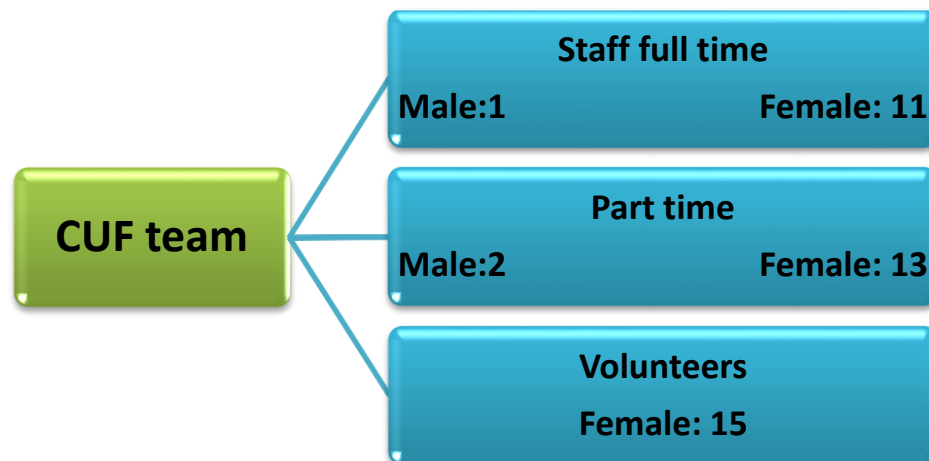 CUF team
Staff full time
Male:1 Female: 11
Part time
Male:2 Female: 13
Volunteers
Female: 15